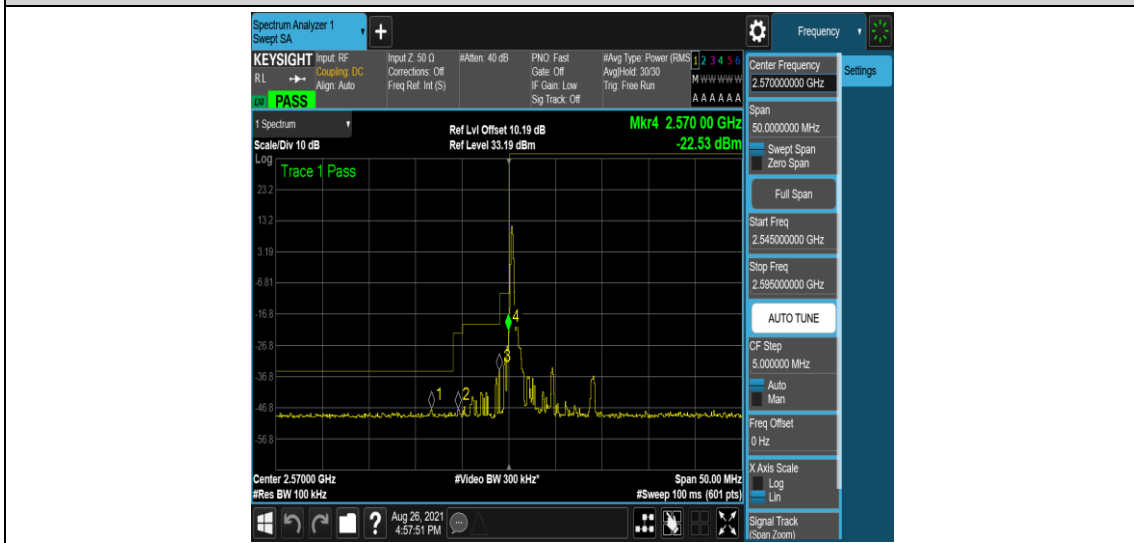 Spectrum Analyzer 1
Swept SA
+
Frequency
KEYSIGHT
RL
PASS
Input: RF
Coupling: DC
Align: Auto
Input Z: 50 Ω
Corrections: Off
Freq Ref: Int (S)
#Atten: 40 dB
PNO: Fast
Gate: Off
IF Gain: Low
Sig Track: Off
#Avg Type: Power (RMS
Avg|Hold: 30/30
Trig: Free Run
1 2 3 4 5 6
M W W W W W
A A A A A A
1 Spectrum
Scale/Div 10 dB
Ref Lvl Offset 10.19 dB
Ref Level 33.19 dBm
Mkr4 2.570 00 GHz
-22.53 dBm
Log
Trace 1 Pass
23.2
13.2
3.19
-6.81
-16.8
-26.8
-36.8
-46.8
-56.8
1
2
3
4
Center 2.57000 GHz
#Res BW 100 kHz
#Video BW 300 kHz*
Span 50.00 MHz
#Sweep 100 ms (601 pts)
?
Aug 26, 2021
4:57:51 PM
Center Frequency
2.570000000 GHz
Settings
Span
50.0000000 MHz
Swept Span
Zero Span
Full Span
Start Freq
2.545000000 GHz
Stop Freq
2.595000000 GHz
AUTO TUNE
CF Step
5.000000 MHz
Auto
Man
Freq Offset
0 Hz
X Axis Scale
Log
Lin
Signal Track
(Span Zoom)